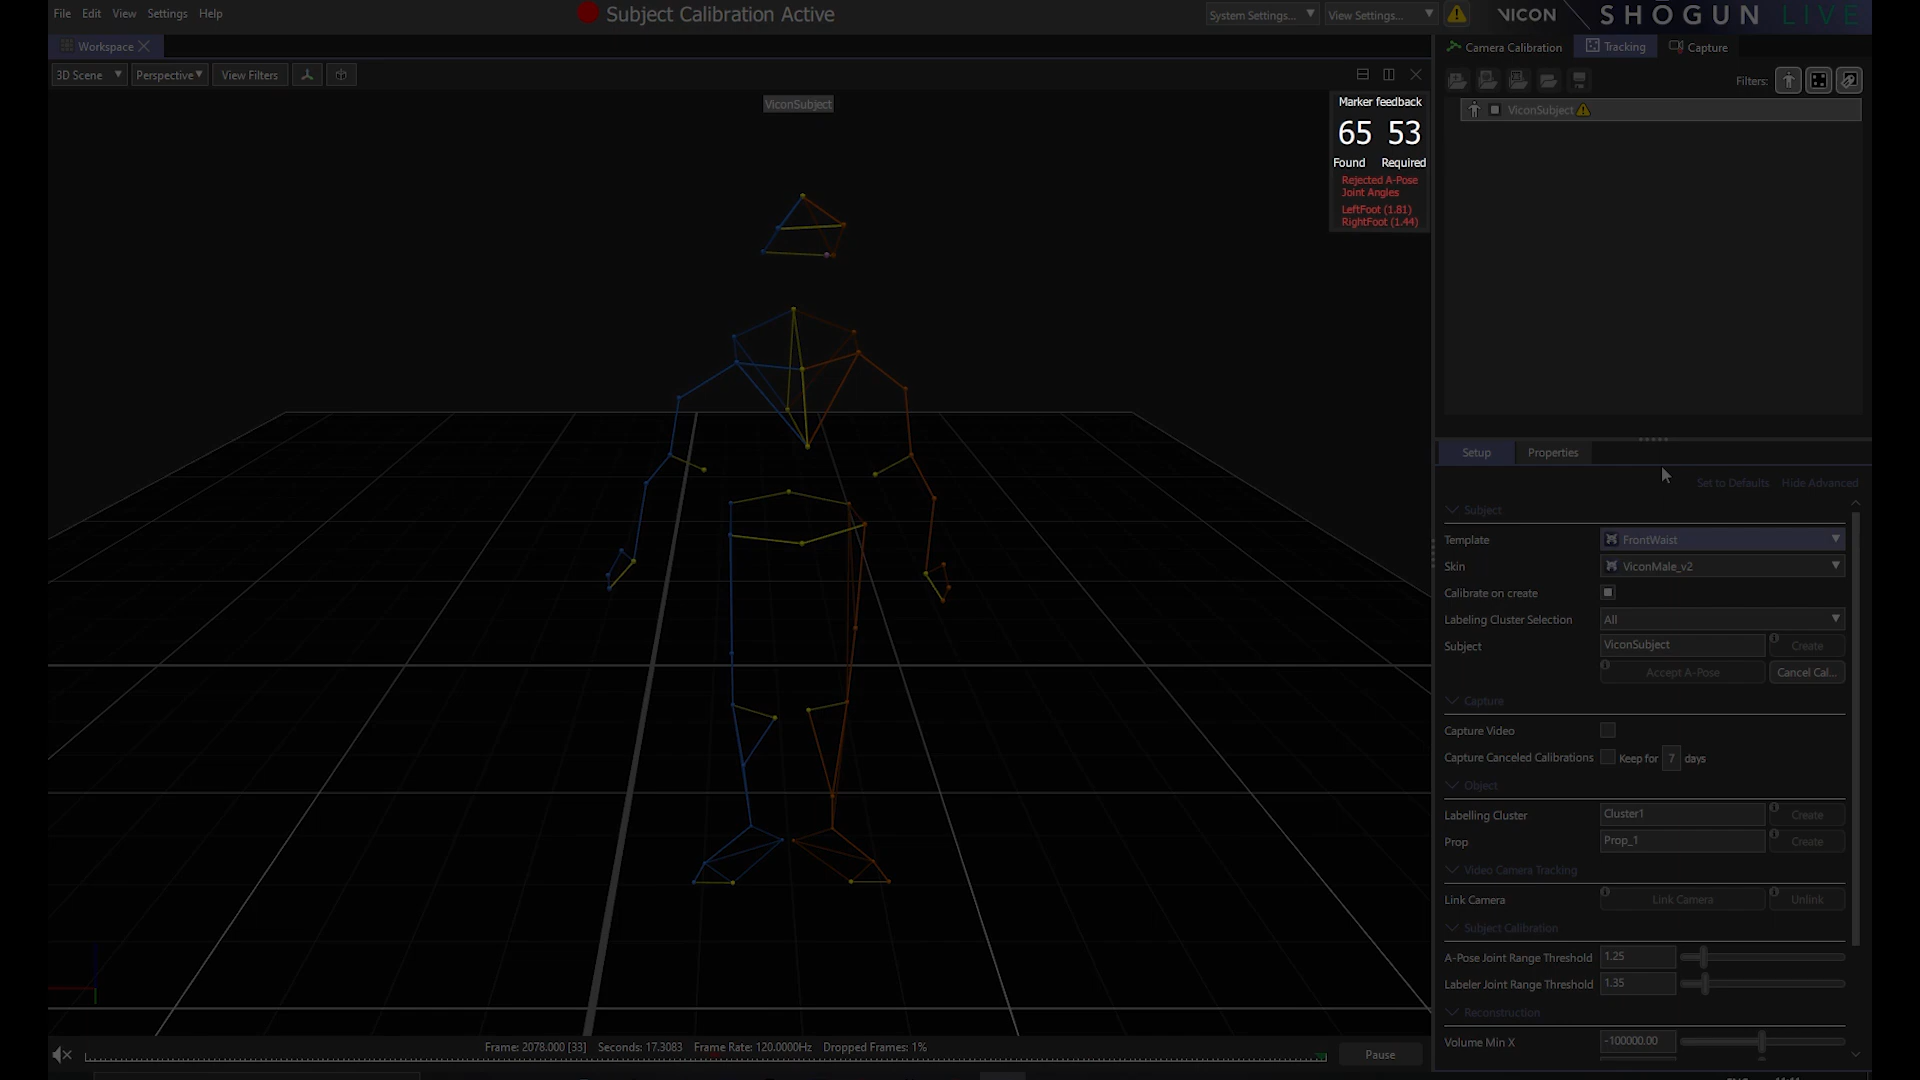 File Edit View Settings Help
Subject Calibration Active
System Settings...
View Settings...
VICON
SHOGUN LIVE
Workspace
Camera Calibration
Tracking
Capture
3D Scene
Perspective
View Filters
Filters:
ViconSubject
Marker feedback
65 53
Found Required
Rejected A-Pose
Joint Angles
LeftFoot (1.81)
RightFoot (1.44)
ViconSubject
Setup
Properties
Set to Defaults
Hide Advanced
Subject
Template FrontWaist
Skin ViconMale_v2
Calibrate on create
Labeling Cluster Selection All
Subject ViconSubject Create
Accept A-Pose Cancel Cal...
Capture
Capture Video
Capture Canceled Calibrations Keep for 7 days
Object
Labelling Cluster Cluster1 Create
Prop Prop_1 Create
Video Camera Tracking
Link Camera Link Camera Unlink
Subject Calibration
A-Pose Joint Range Threshold 1.25
Labeler Joint Range Threshold 1.35
Reconstruction
Volume Min X -100000.00
Frame: 2078.000 [33] Seconds: 17.3083 Frame Rate: 120.0000Hz Dropped Frames: 1%
Pause